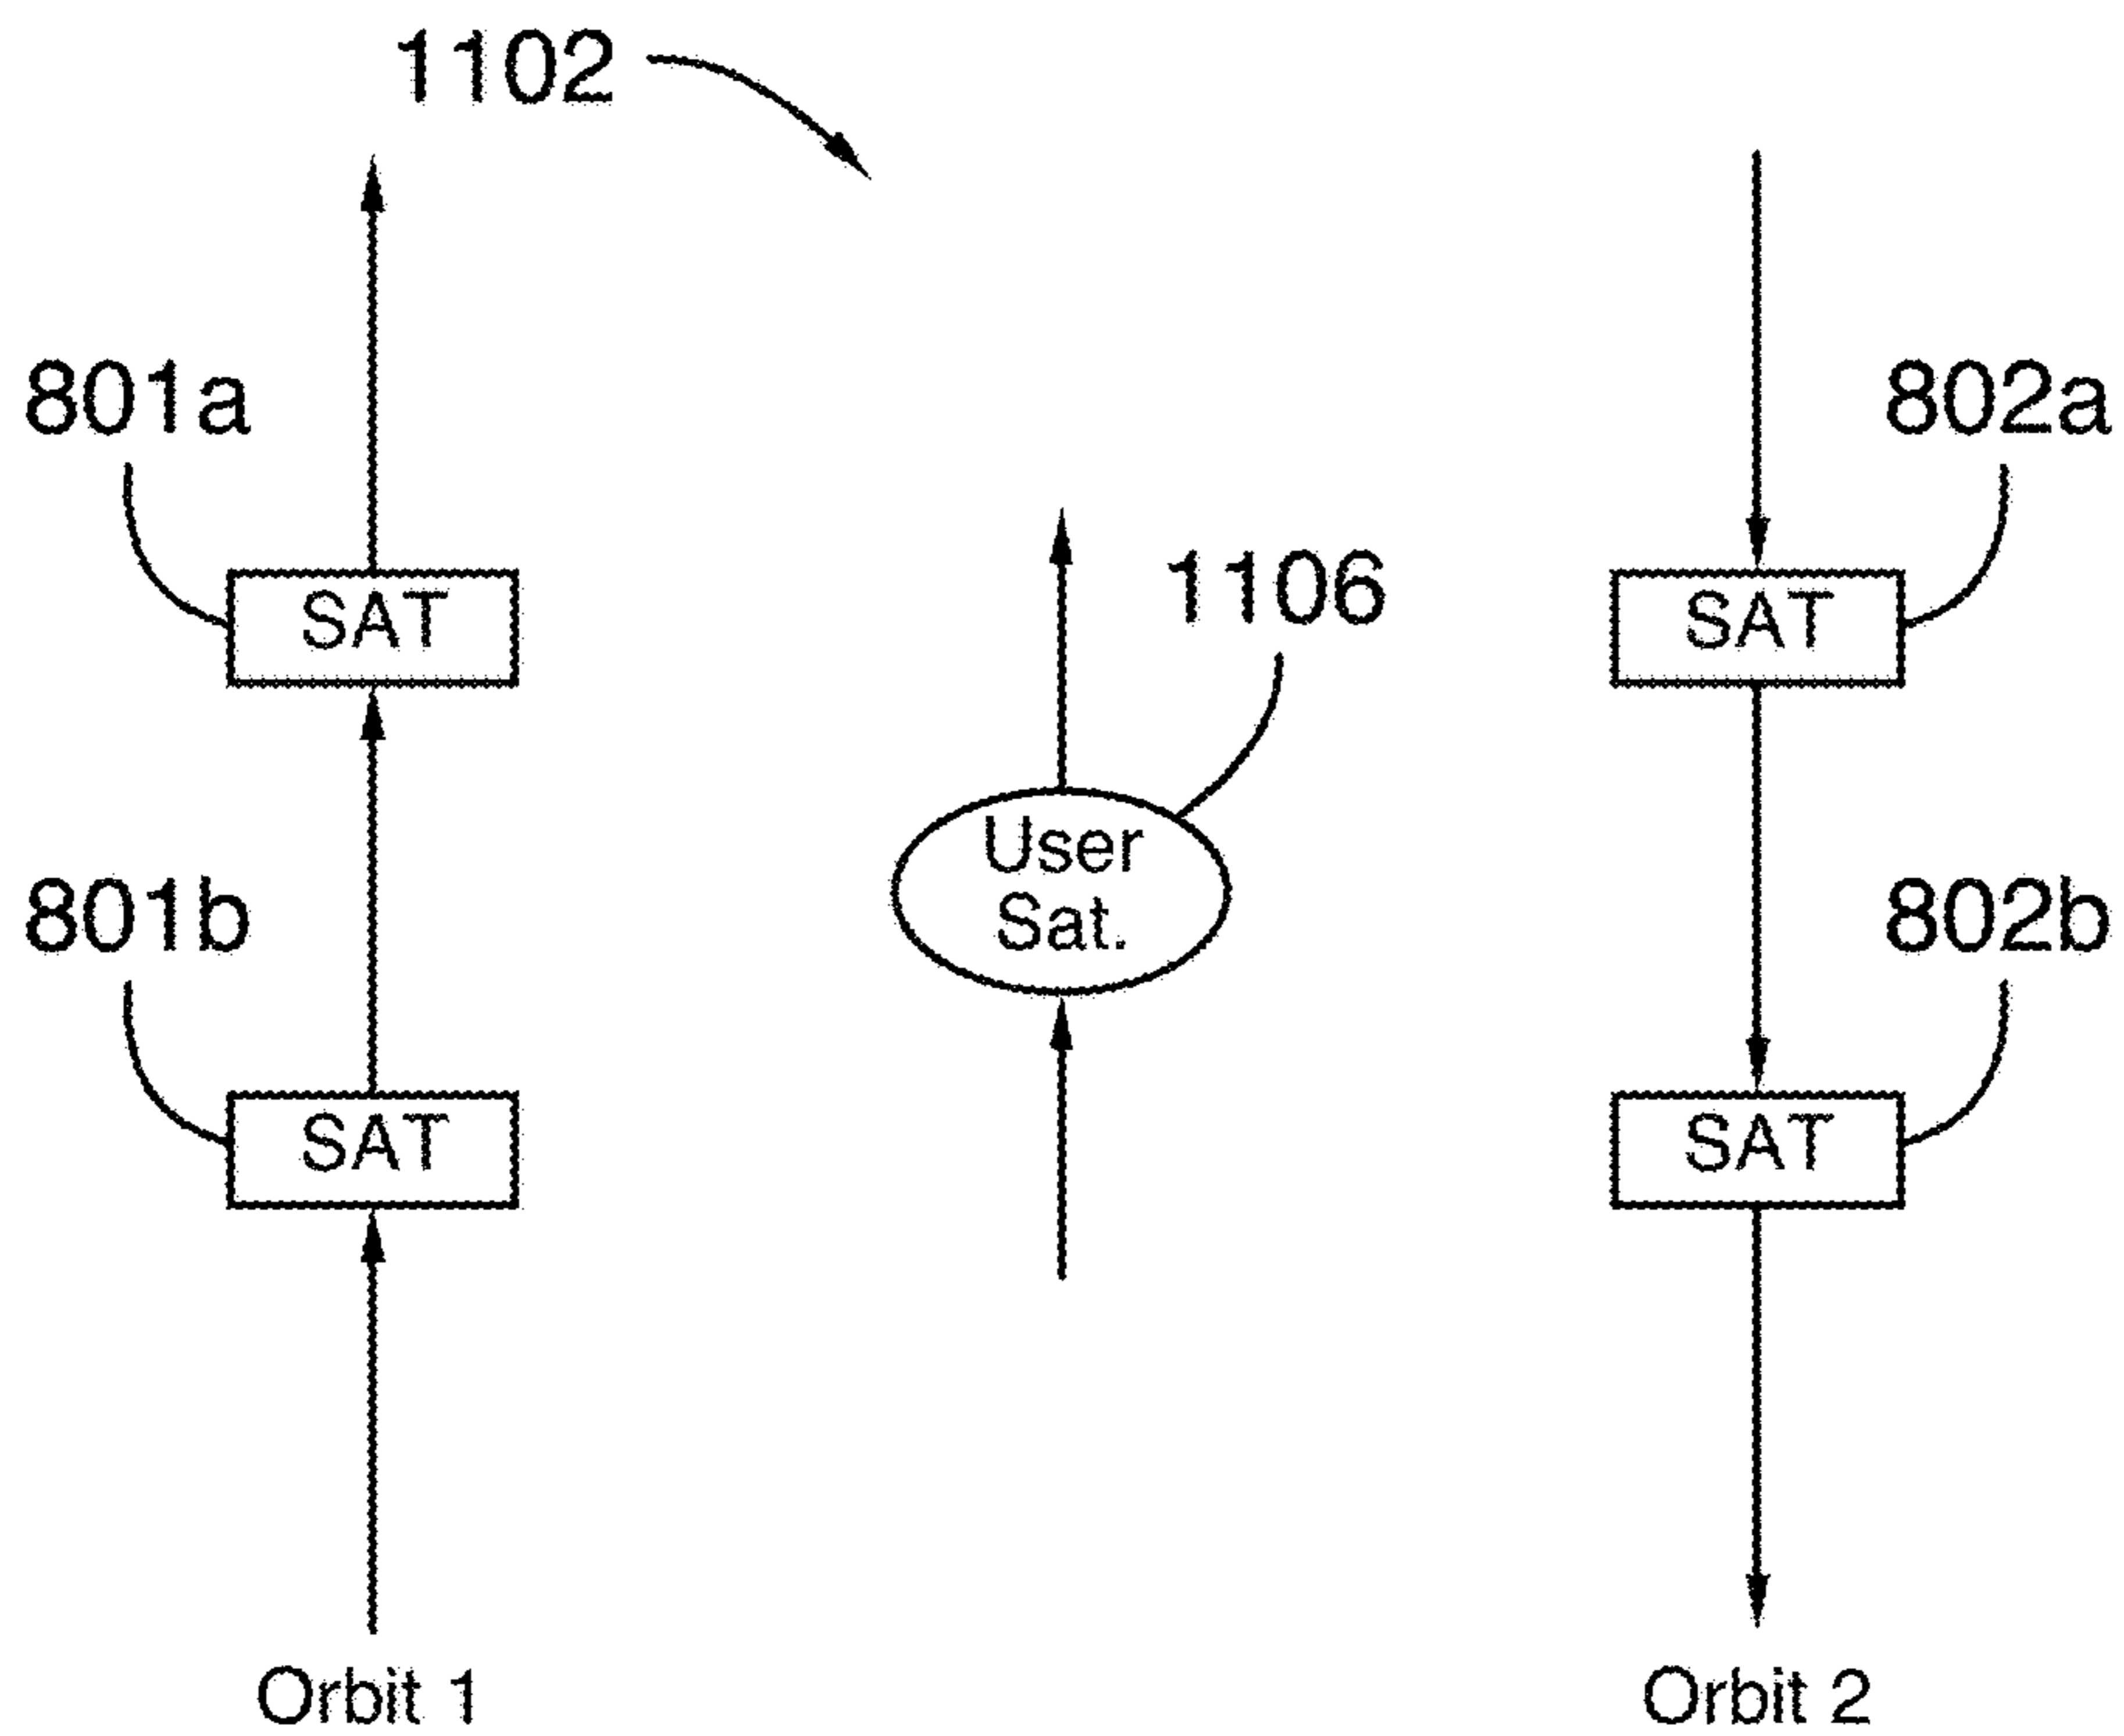 1102
801a
802a
SAT
1106
SAT
User
Sat.
801b
802b
SAT
SAT
Orbit 1
Orbit 2